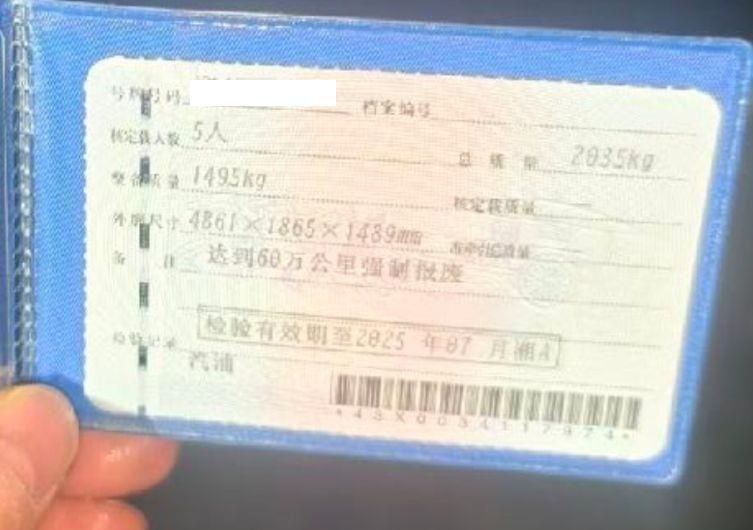 号牌号码 档案编号
核定载人数 5人 总质量 2035kg
整备质量 1495kg 核定载质量 —
外廓尺寸 4861×1865×1489mm 准牵引总质量 —
备注 达到60万公里强制报废
检验记录 检验有效期至2025年07月湘A
汽油